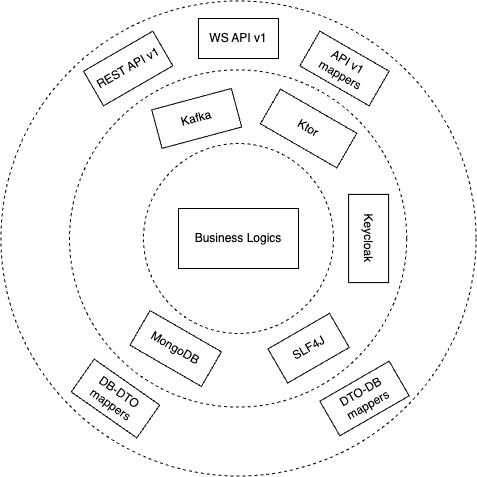 WS API v1
REST API v1
API v1
mappers
Kafka
Ktor
Business Logics
Keycloak
MongoDB
SLF4J
DB-DTO
mappers
DTO-DB
mappers